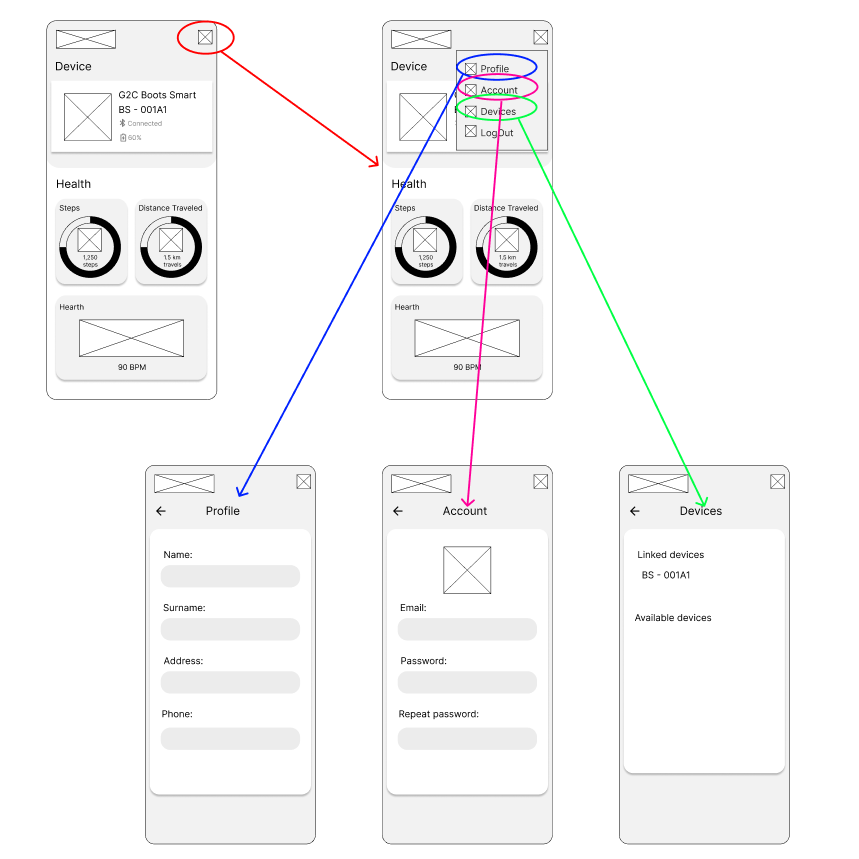 Device
G2C Boots Smart
BS - 001A1
Connected
60%
Health
Steps
1,250
steps
Distance Traveled
1.5 km
travels
Hearth
90 BPM
Device
Profile
Account
Devices
LogOut
Health
Steps
1,250
steps
Distance Traveled
1.5 km
travels
Hearth
90 BPM
Profile
Name:
Surname:
Address:
Phone:
Account
Email:
Password:
Repeat password:
Devices
Linked devices
BS - 001A1
Available devices